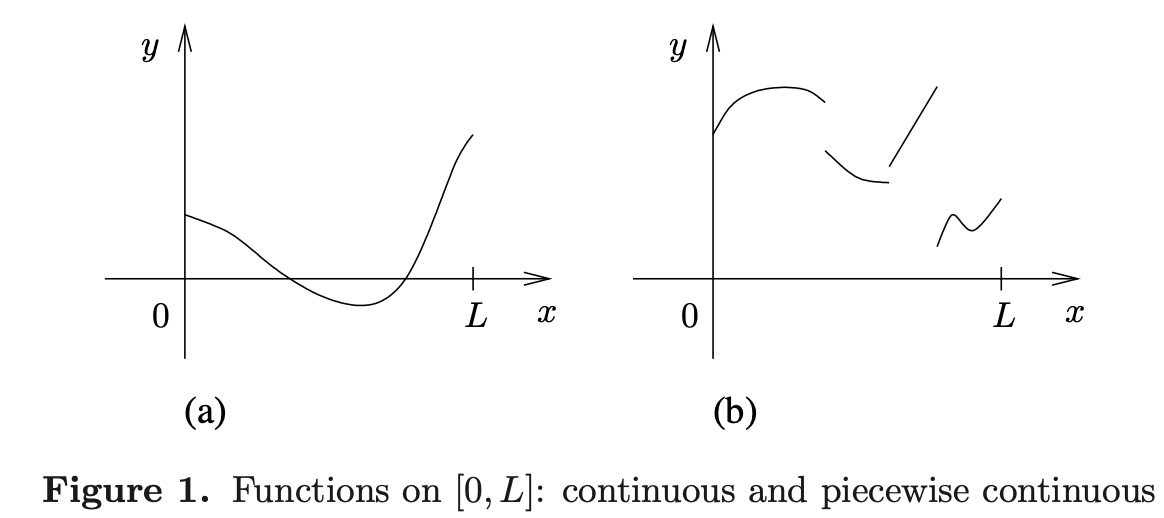 y y
0 L x 0 L x
(a) (b)
Figure 1. Functions on [0, L]: continuous and piecewise continuous